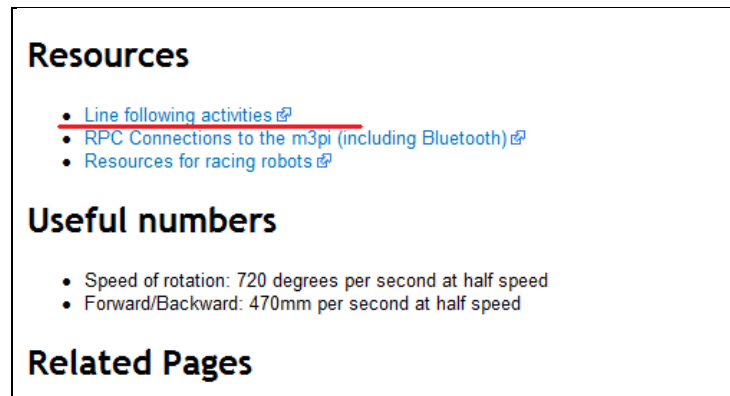 Resources
Line following activities
RPC Connections to the m3pi (including Bluetooth)
Resources for racing robots
Useful numbers
Speed of rotation: 720 degrees per second at half speed
Forward/Backward: 470mm per second at half speed
Related Pages